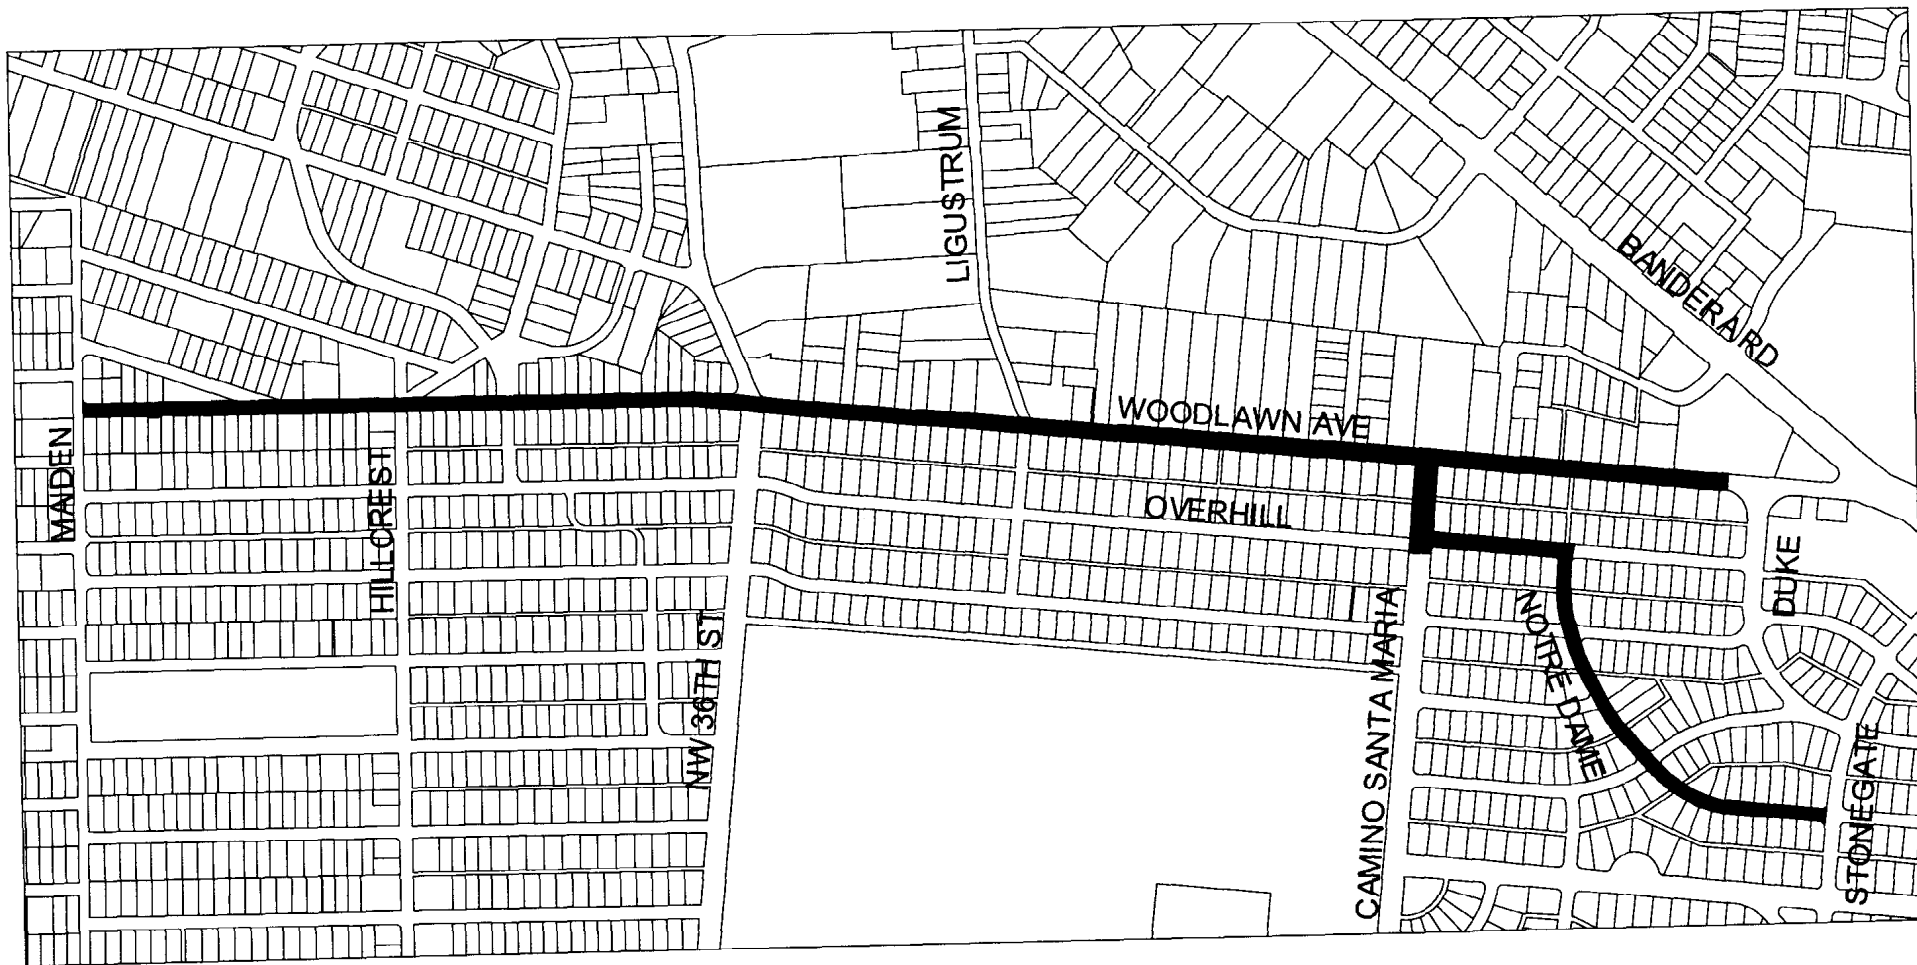 LIGUSTRUM
BANDERA RD
WOODLAWN AVE
MAIDEN
HILLCREST
OVERHILL
NW 36TH ST
DUKE
NOTRE DAME
CAMINO SANTA MARIA
STONEGATE